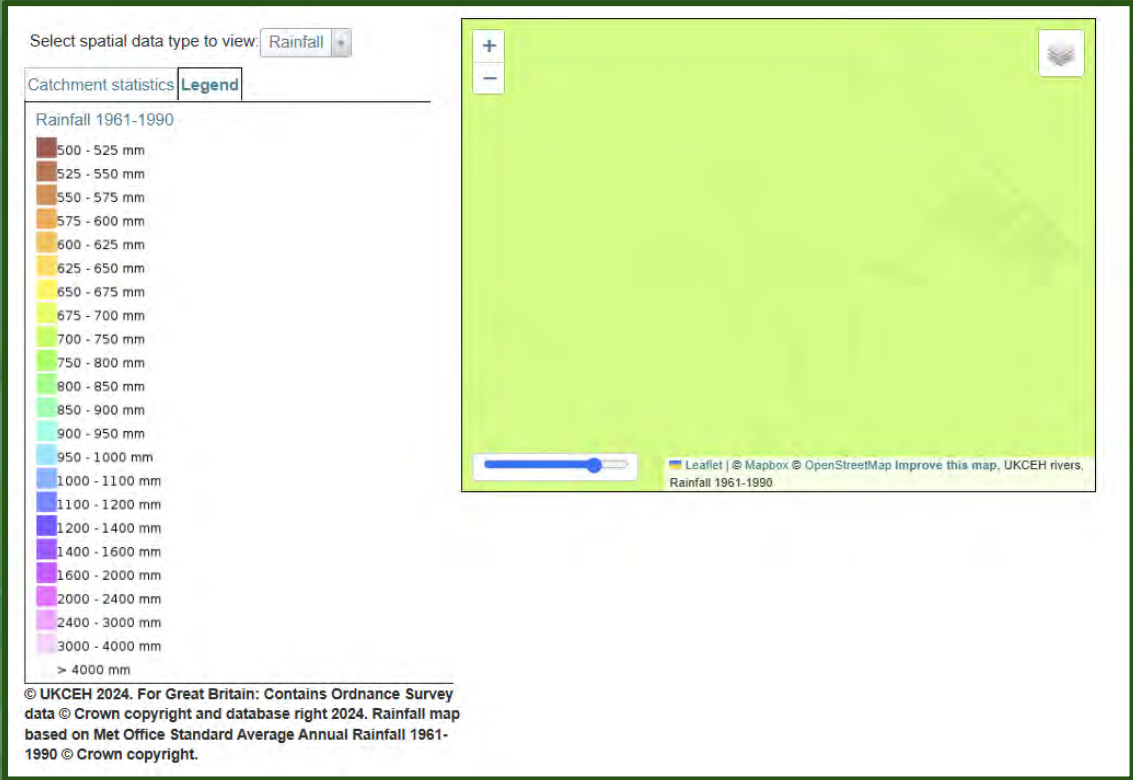 Select spatial data type to view: Rainfall
Catchment statistics Legend
Rainfall 1961-1990
500 - 525 mm
525 - 550 mm
550 - 575 mm
575 - 600 mm
600 - 625 mm
625 - 650 mm
650 - 675 mm
675 - 700 mm
700 - 750 mm
750 - 800 mm
800 - 850 mm
850 - 900 mm
900 - 950 mm
950 - 1000 mm
1000 - 1100 mm
1100 - 1200 mm
1200 - 1400 mm
1400 - 1600 mm
1600 - 2000 mm
2000 - 2400 mm
2400 - 3000 mm
3000 - 4000 mm
> 4000 mm
© UKCEH 2024. For Great Britain: Contains Ordnance Survey
data © Crown copyright and database right 2024. Rainfall map
based on Met Office Standard Average Annual Rainfall 1961-
1990 © Crown copyright.
+
−
Leaflet | © Mapbox © OpenStreetMap Improve this map, UKCEH rivers,
Rainfall 1961-1990